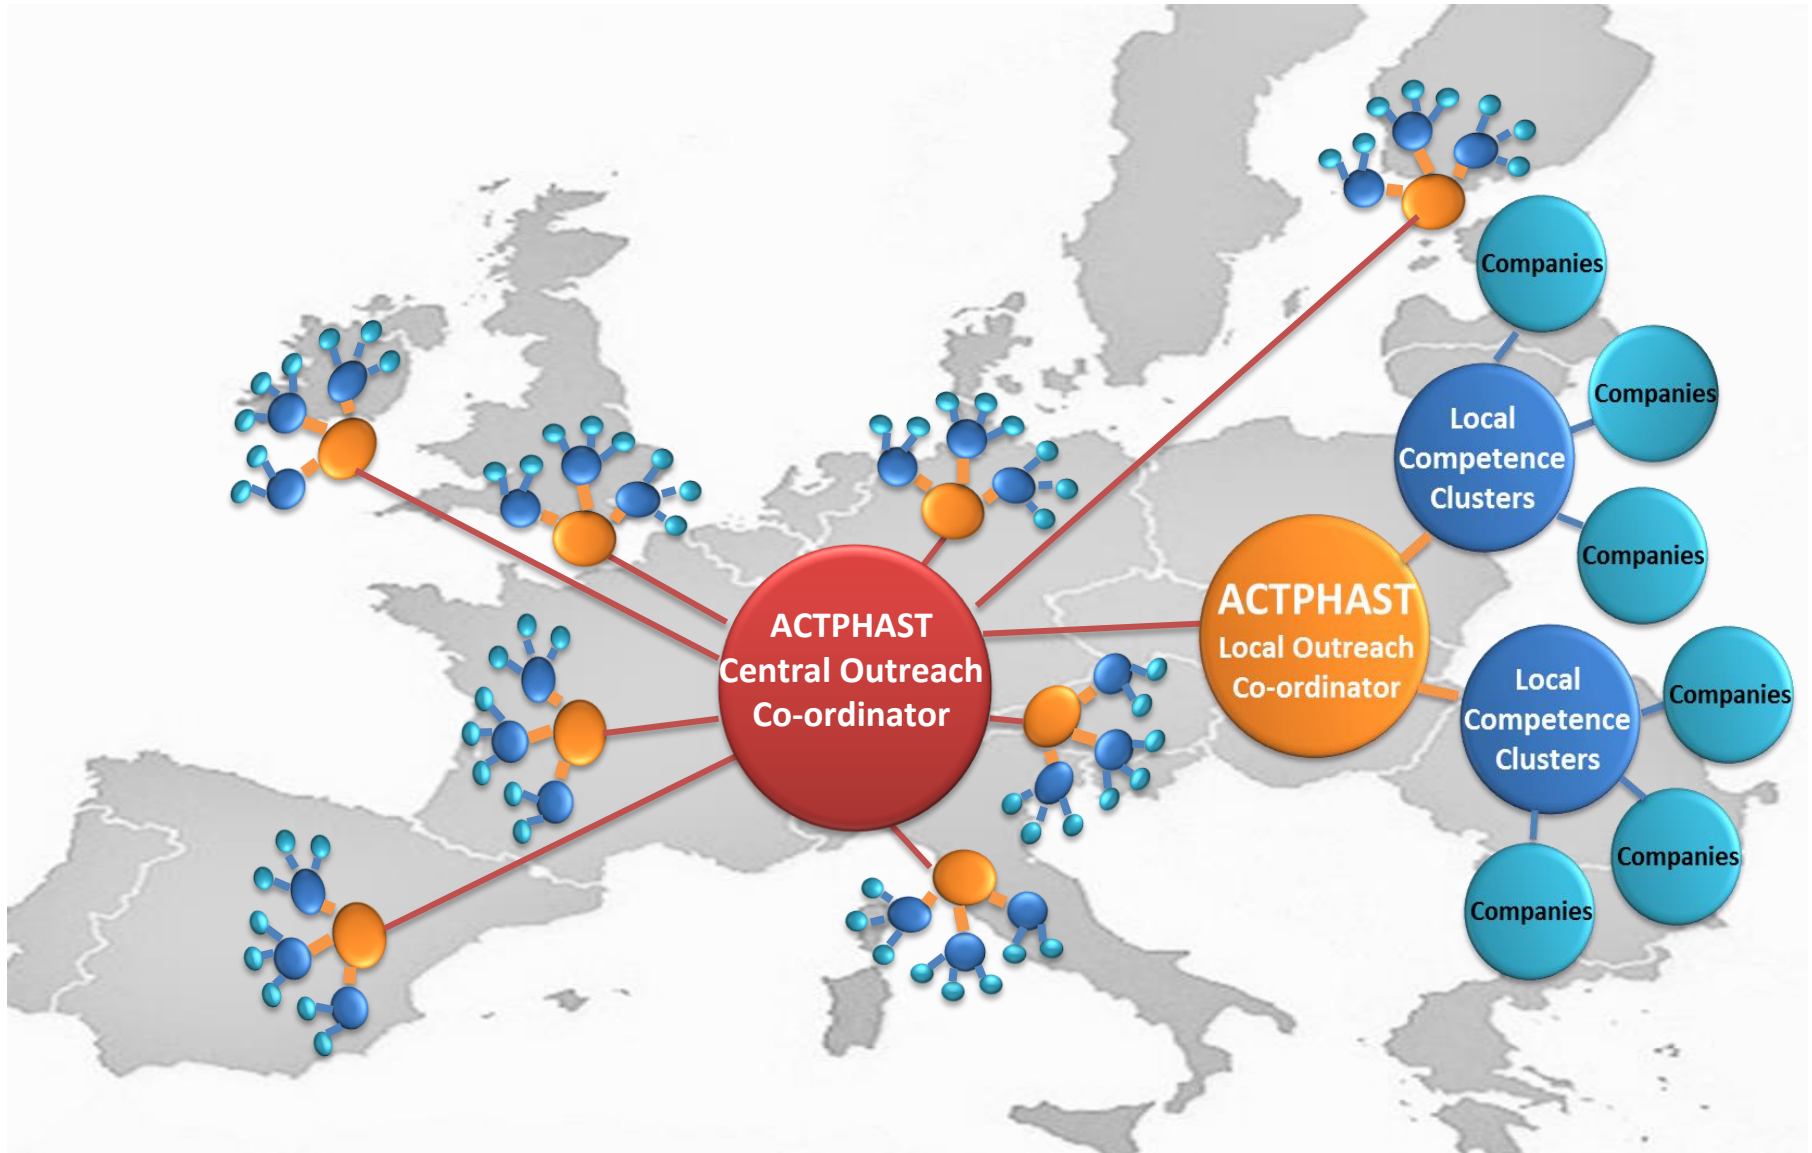 ACTPHAST
Central Outreach
Co-ordinator
ACTPHAST
Local Outreach
Co-ordinator
Local
Competence
Clusters
Companies
Companies
Companies
Local
Competence
Clusters
Companies
Companies
Companies